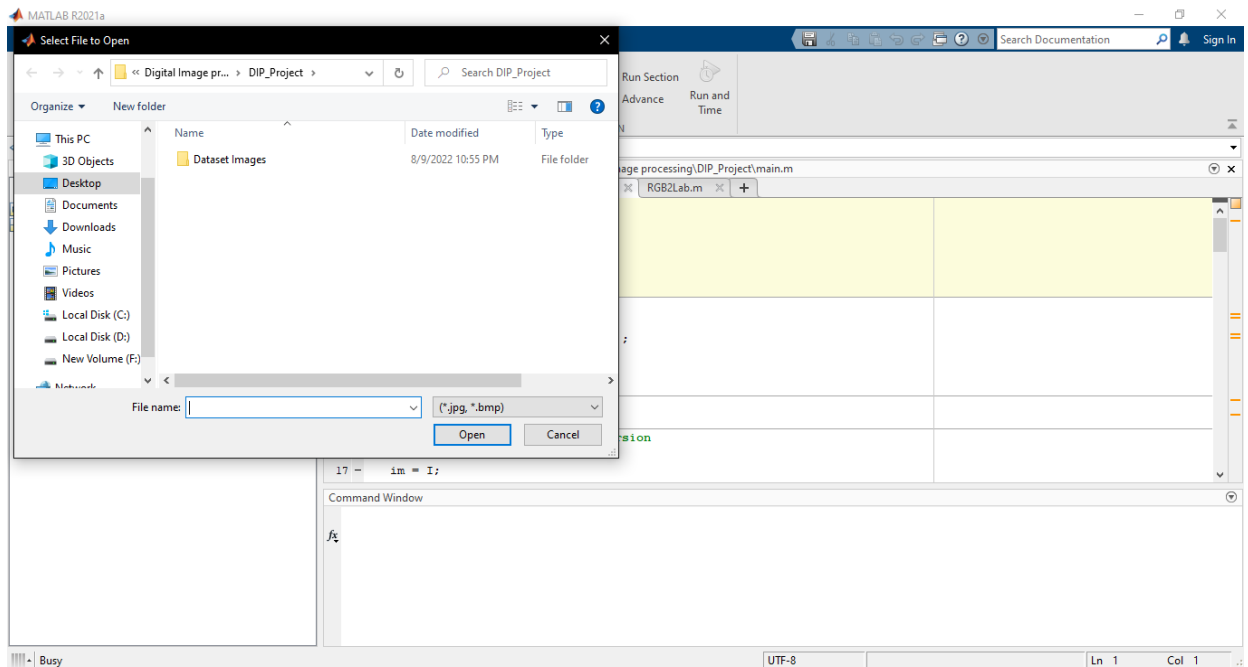 MATLAB R2021a
Select File to Open
Search Documentation
Sign In
« Digital Image pr... › DIP_Project ›
Search DIP_Project
Run Section
Advance
Run and
Time
N
Organize
New folder
Name
Date modified
Type
This PC
3D Objects
Desktop
Documents
Downloads
Music
Pictures
Videos
Local Disk (C:)
Local Disk (D:)
New Volume (F:)
Network
Dataset Images
8/9/2022 10:55 PM
File folder
File name:
(*.jpg, *.bmp)
Open
Cancel
mage processing\DIP_Project\main.m
RGB2Lab.m
;
rsion
17 - im = I;
Command Window
fx
Busy
UTF-8
Ln 1
Col 1